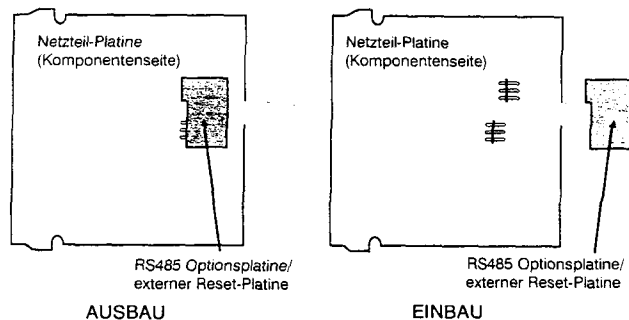 Netzteil-Platine
(Komponentenseite)
RS485 Optionsplatine/
externer Reset-Platine
AUSBAU
Netzteil-Platine
(Komponentenseite)
RS485 Optionsplatine/
externer Reset-Platine
EINBAU